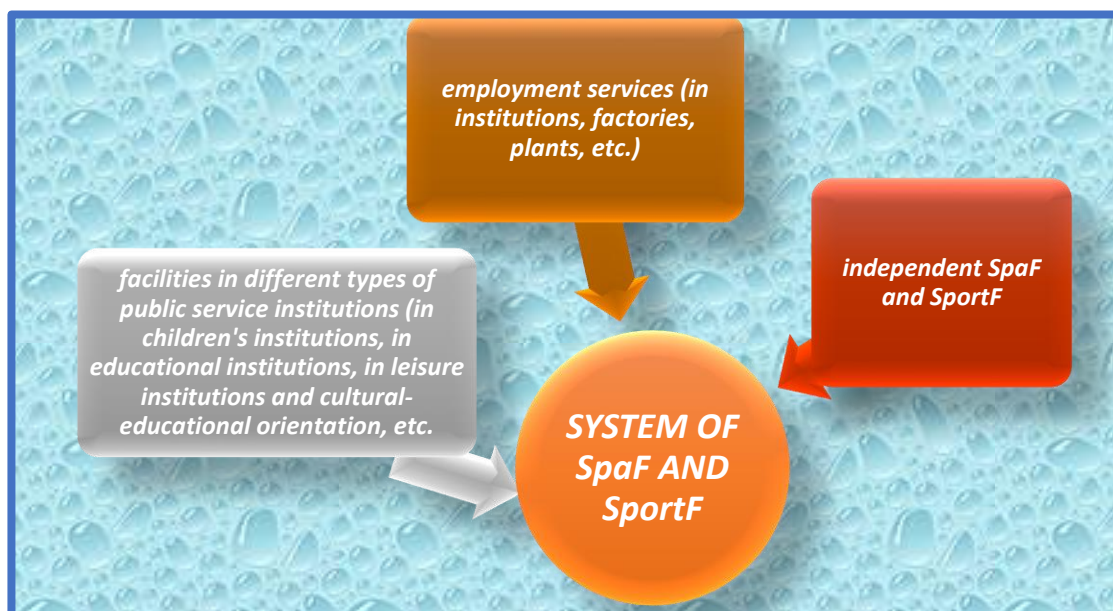 employment services (in
institutions, factories,
plants, etc.)
independent SpaF
and SportF
facilities in different types of
public service institutions (in
children's institutions, in
educational institutions, in leisure
institutions and cultural-
educational orientation, etc.
SYSTEM OF
SpaF AND
SportF